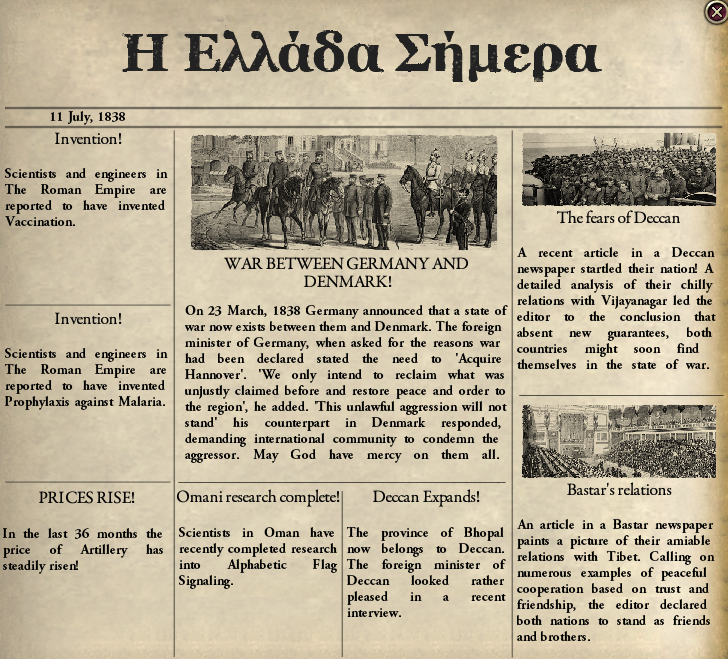 Η Ελλάδα Σήμερα
11 July, 1838
Invention!
Scientists and engineers in
The Roman Empire are
reported to have invented
Vaccination.
Invention!
Scientists and engineers in
The Roman Empire are
reported to have invented
Prophylaxis against Malaria.
PRICES RISE!
In the last 36 months the
price of Artillery has
steadily risen!
WAR BETWEEN GERMANY AND
DENMARK!
On 23 March, 1838 Germany announced that a state of
war now exists between them and Denmark. The foreign
minister of Germany, when asked for the reasons war
had been declared stated the need to 'Acquire
Hannover'. 'We only intend to reclaim what was
unjustly claimed before and restore peace and order to
the region', he added. 'This unlawful aggression will not
stand' his counterpart in Denmark responded,
demanding international community to condemn the
aggressor. May God have mercy on them all.
Omani research complete!
Scientists in Oman have
recently completed research
into Alphabetic Flag
Signaling.
Deccan Expands!
The province of Bhopal
now belongs to Deccan.
The foreign minister of
Deccan looked rather
pleased in a recent
interview.
The fears of Deccan
A recent article in a Deccan
newspaper startled their nation! A
detailed analysis of their chilly
relations with Vijayanagar led the
editor to the conclusion that
absent new guarantees, both
countries might soon find
themselves in the state of war.
Bastar's relations
An article in a Bastar newspaper
paints a picture of their amiable
relations with Tibet. Calling on
numerous examples of peaceful
cooperation based on trust and
friendship, the editor declared
both nations to stand as friends
and brothers.